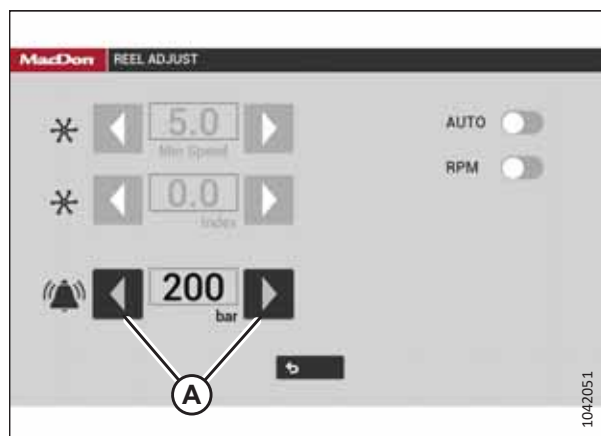 MacDon REEL ADJUST
5.0
Min Speed
AUTO
RPM
0.0
Index
200
bar
A
1042051